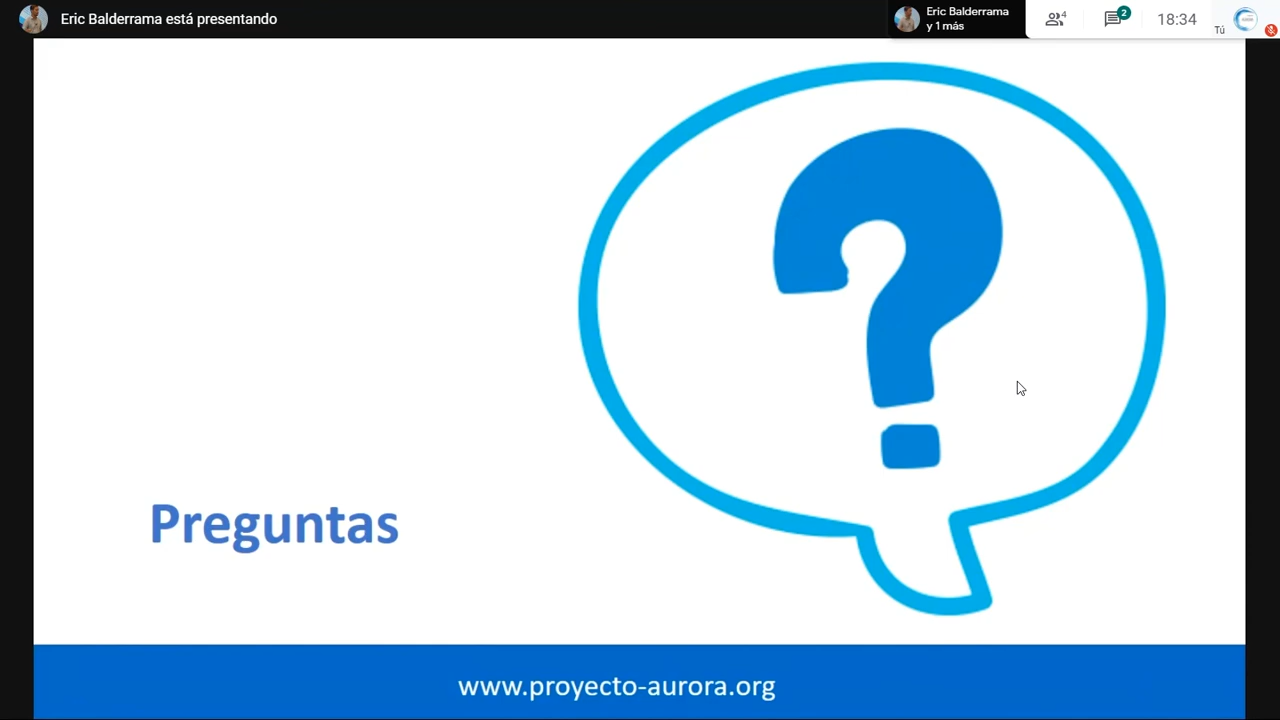 Eric Balderrama está presentando
Eric Balderrama
y 1 más
4
2
18:34
Tú
?
Preguntas
www.proyecto-aurora.org